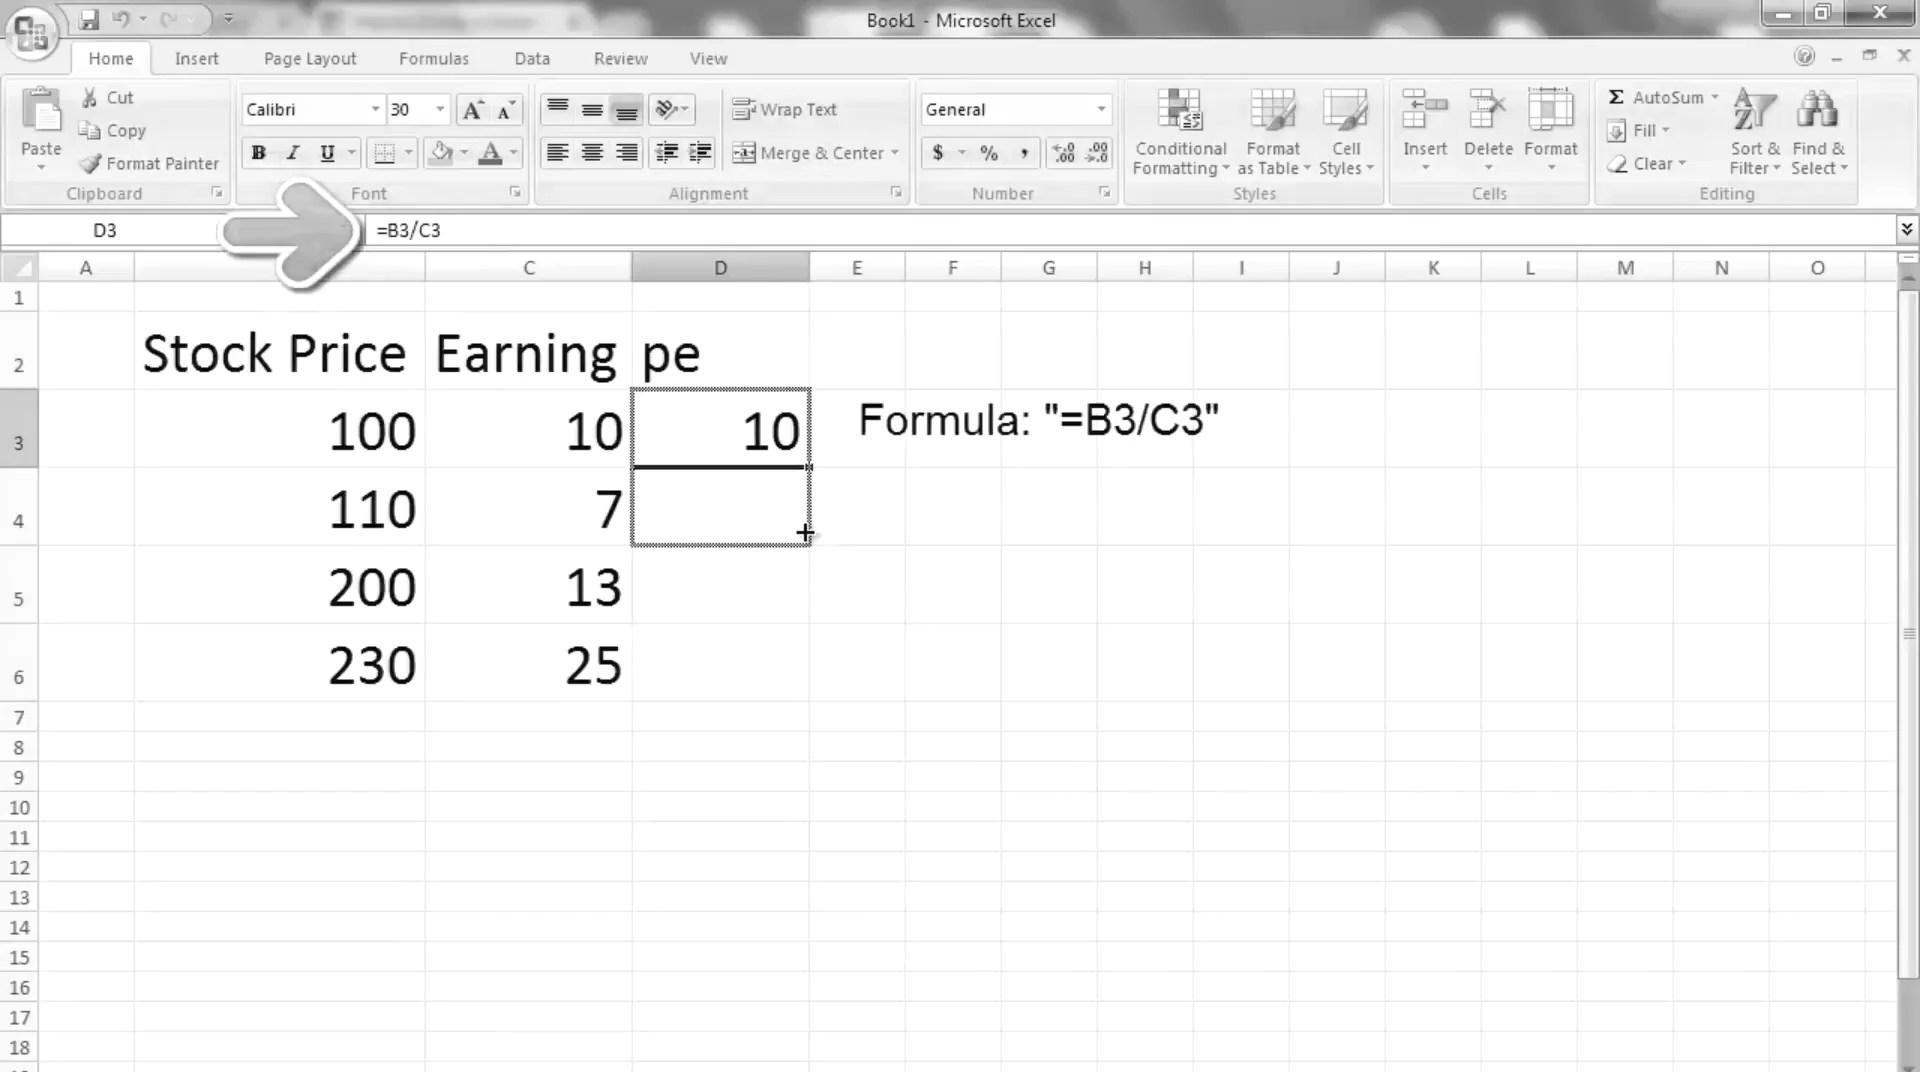 Book1 - Microsoft Excel
Home Insert Page Layout Formulas Data Review View
Paste
Cut
Copy
Format Painter
Clipboard
Calibri 30
B I U
Font
Wrap Text
Merge & Center
Alignment
General
$ % ,
Number
Conditional Formatting
Format as Table
Cell Styles
Styles
Insert Delete Format
Cells
Σ AutoSum
Fill
Clear
Sort & Filter
Find & Select
Editing
D3 =B3/C3
A C D E F G H I J K L M N O
1
2 Stock Price Earning pe
3 100 10 10 Formula: "=B3/C3"
4 110 7
5 200 13
6 230 25
7
8
9
10
11
12
13
14
15
16
17
18